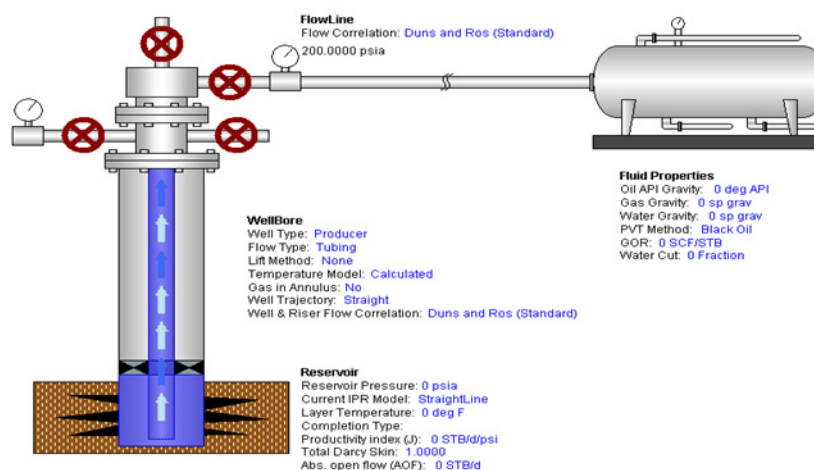 FlowLine
Flow Correlation: Duns and Ros (Standard)
200.0000 psia
Fluid Properties
Oil API Gravity: 0 deg API
Gas Gravity: 0 sp grav
Water Gravity: 0 sp grav
PVT Method: Black Oil
GOR: 0 SCF/STB
Water Cut: 0 Fraction
WellBore
Well Type: Producer
Flow Type: Tubing
Lift Method: None
Temperature Model: Calculated
Gas in Annulus: No
Well Trajectory: Straight
Well & Riser Flow Correlation: Duns and Ros (Standard)
Reservoir
Reservoir Pressure: 0 psia
Current IPR Model: StraightLine
Layer Temperature: 0 deg F
Completion Type:
Productivity index (J): 0 STB/d/psi
Total Darcy Skin: 1.0000
Abs. open flow (AOF): 0 STB/d